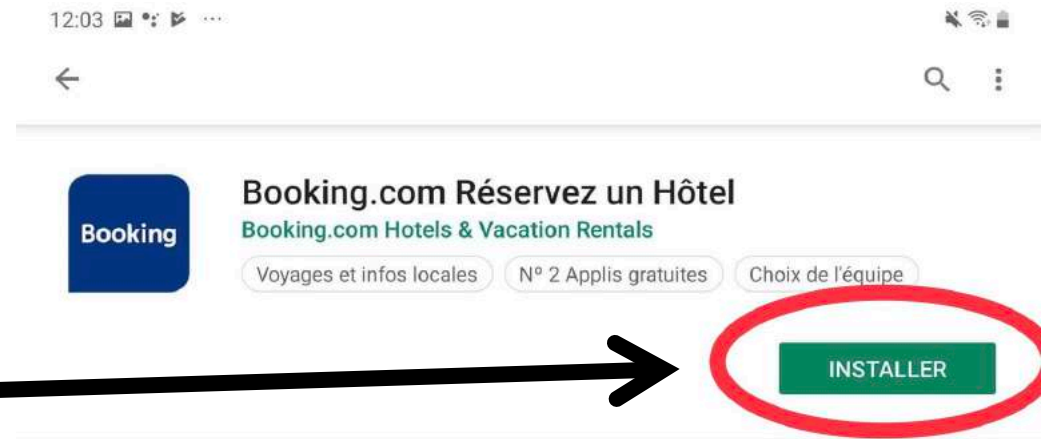 12:03
Booking.com Réservez un Hôtel
Booking
Booking.com Hotels & Vacation Rentals
Voyages et infos locales Nº 2 Applis gratuites Choix de l'équipe
INSTALLER